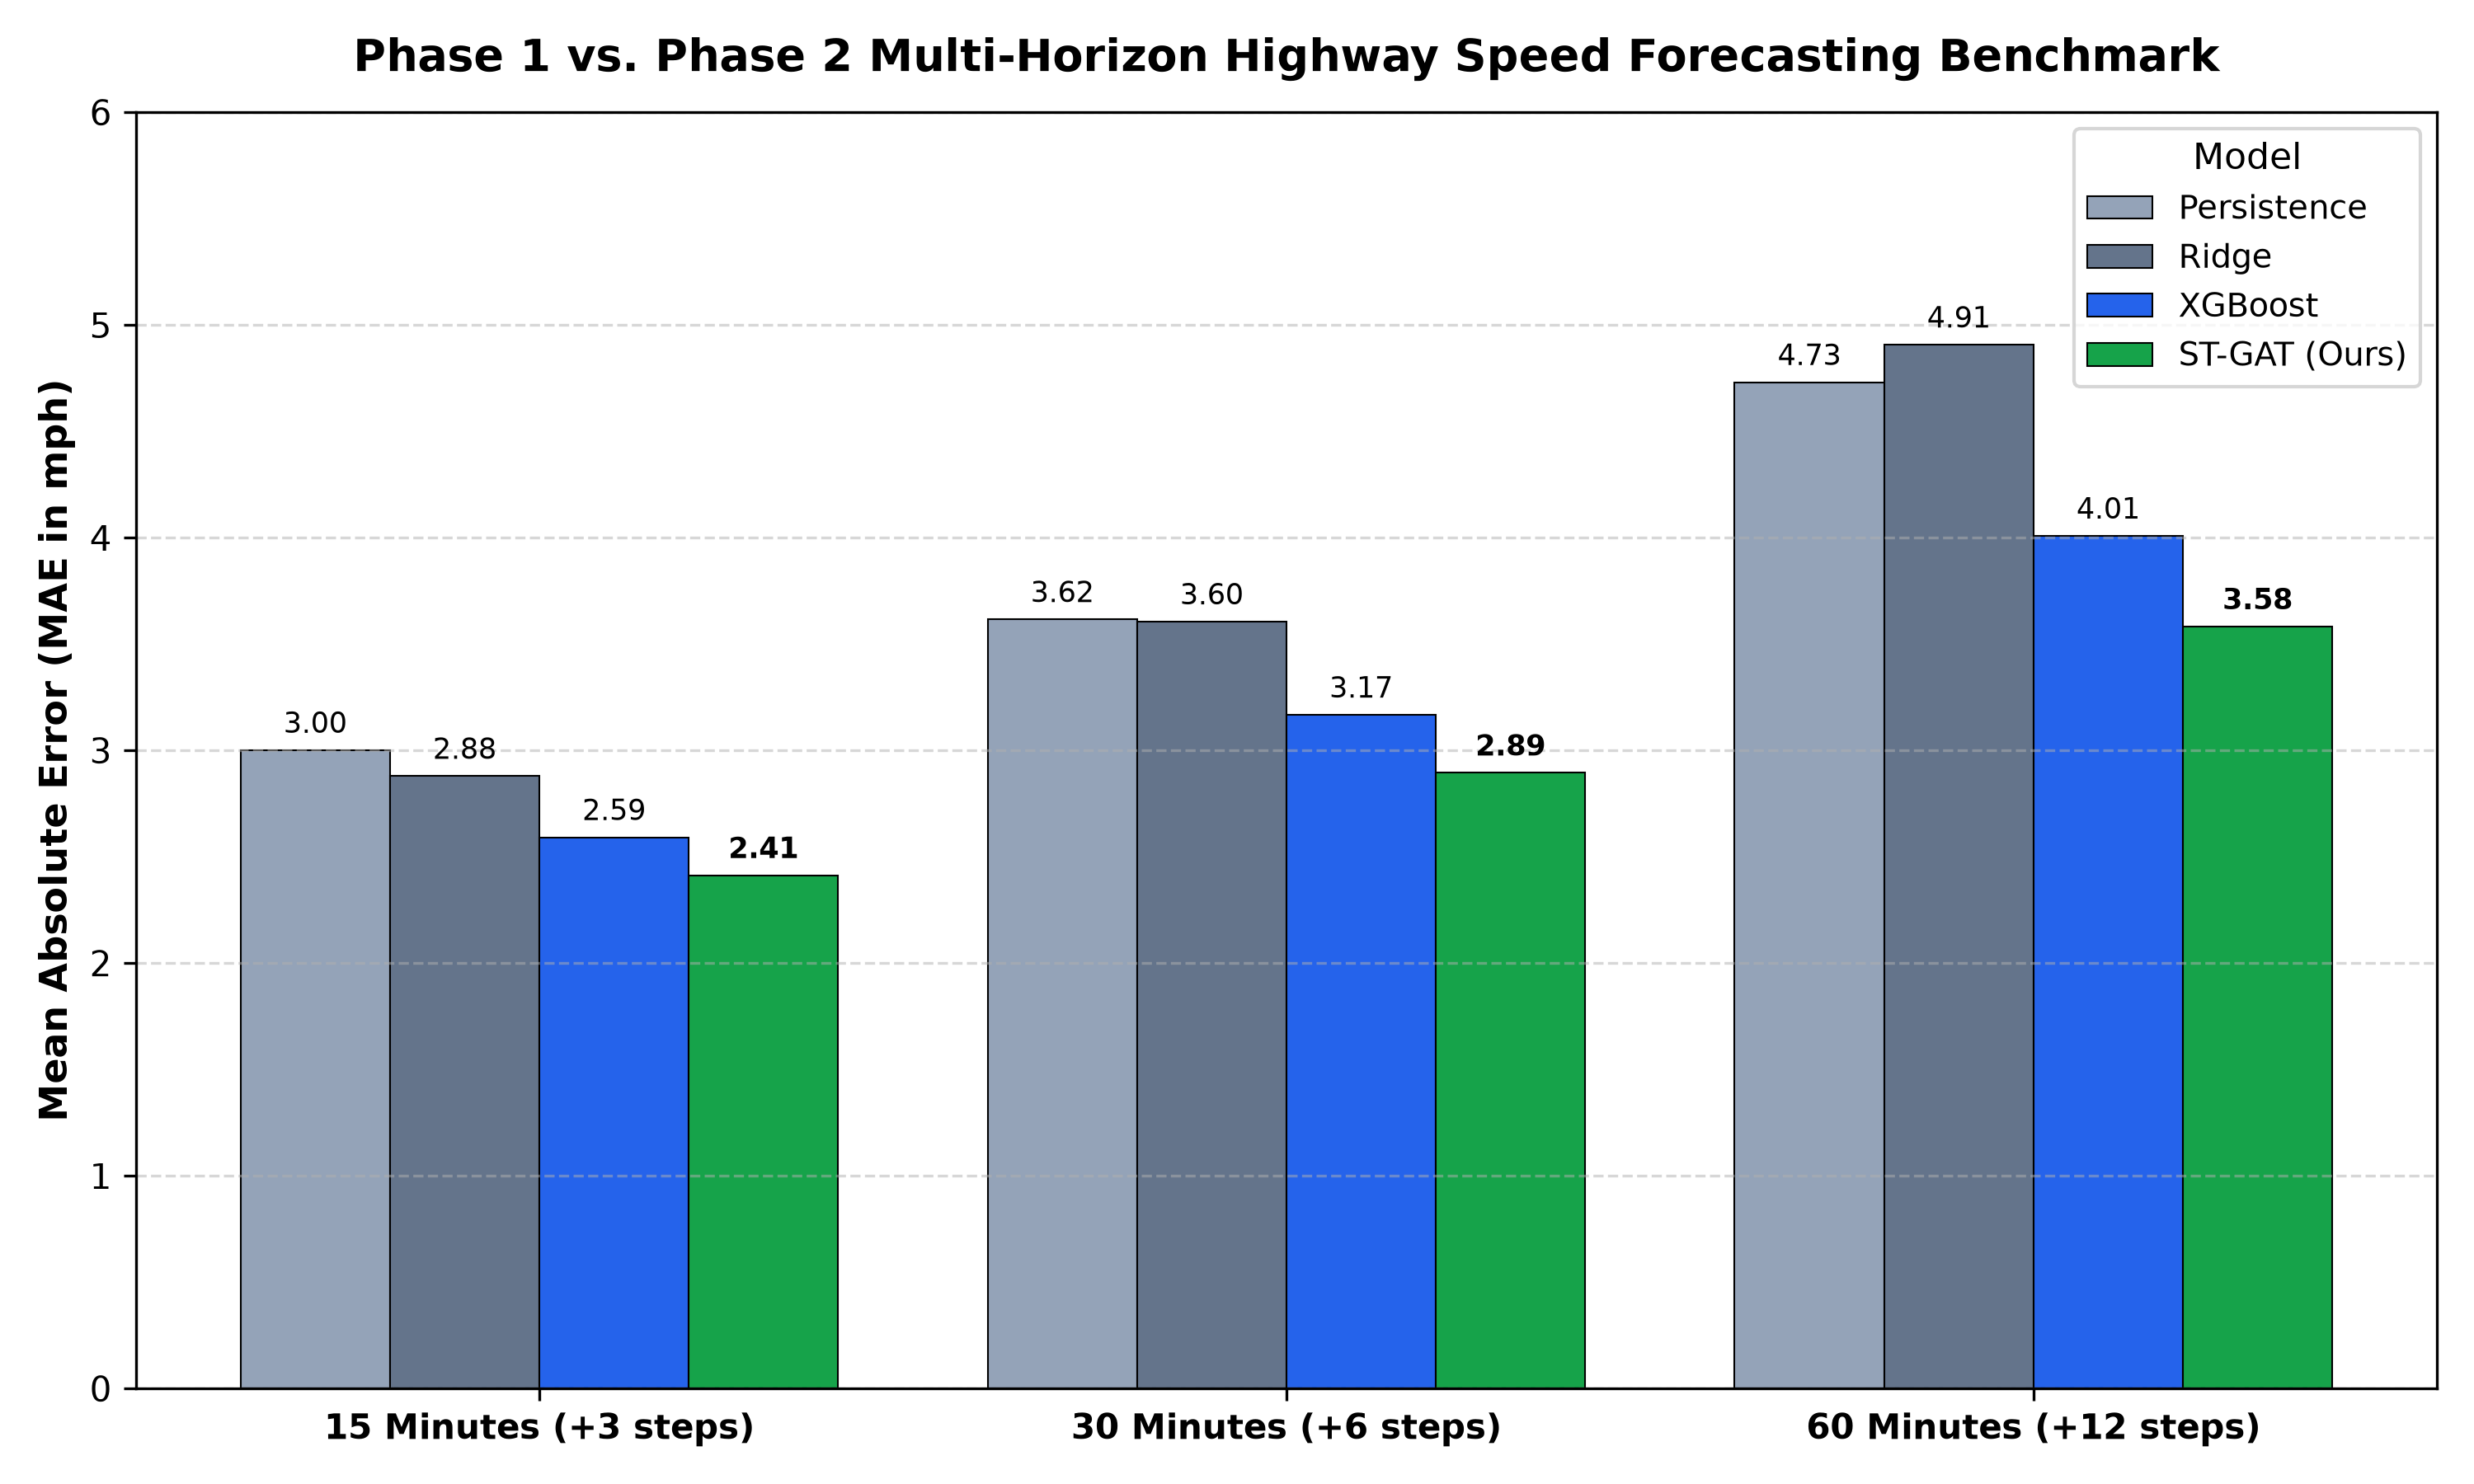 Phase 1 vs. Phase 2 Multi-Horizon Highway Speed Forecasting Benchmark
Mean Absolute Error (MAE in mph)
6
5
4
3
2
1
0
Model
Persistence
Ridge
XGBoost
ST-GAT (Ours)
3.00
2.88
2.59
2.41
3.62
3.60
3.17
2.89
4.73
4.91
4.01
3.58
15 Minutes (+3 steps)
30 Minutes (+6 steps)
60 Minutes (+12 steps)